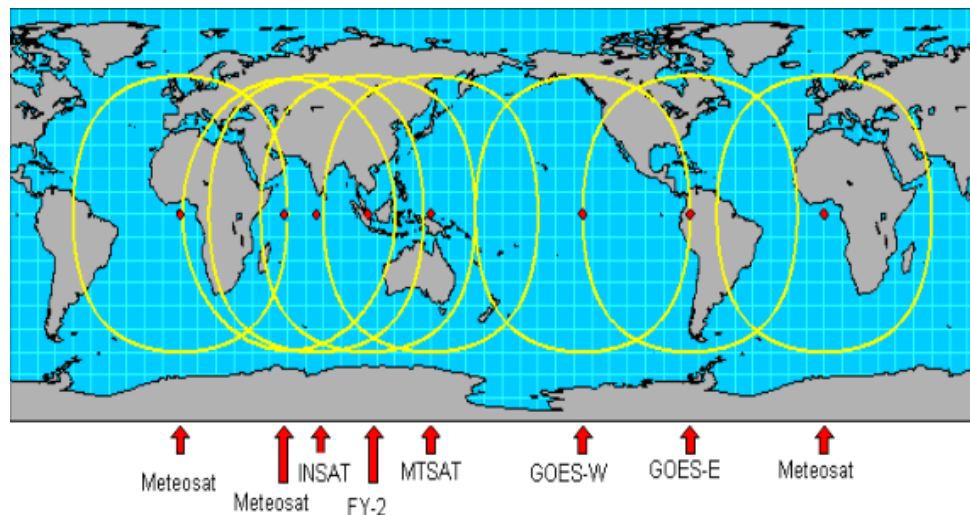 Meteosat
Meteosat
INSAT
FY-2
MTSAT
GOES-W
GOES-E
Meteosat